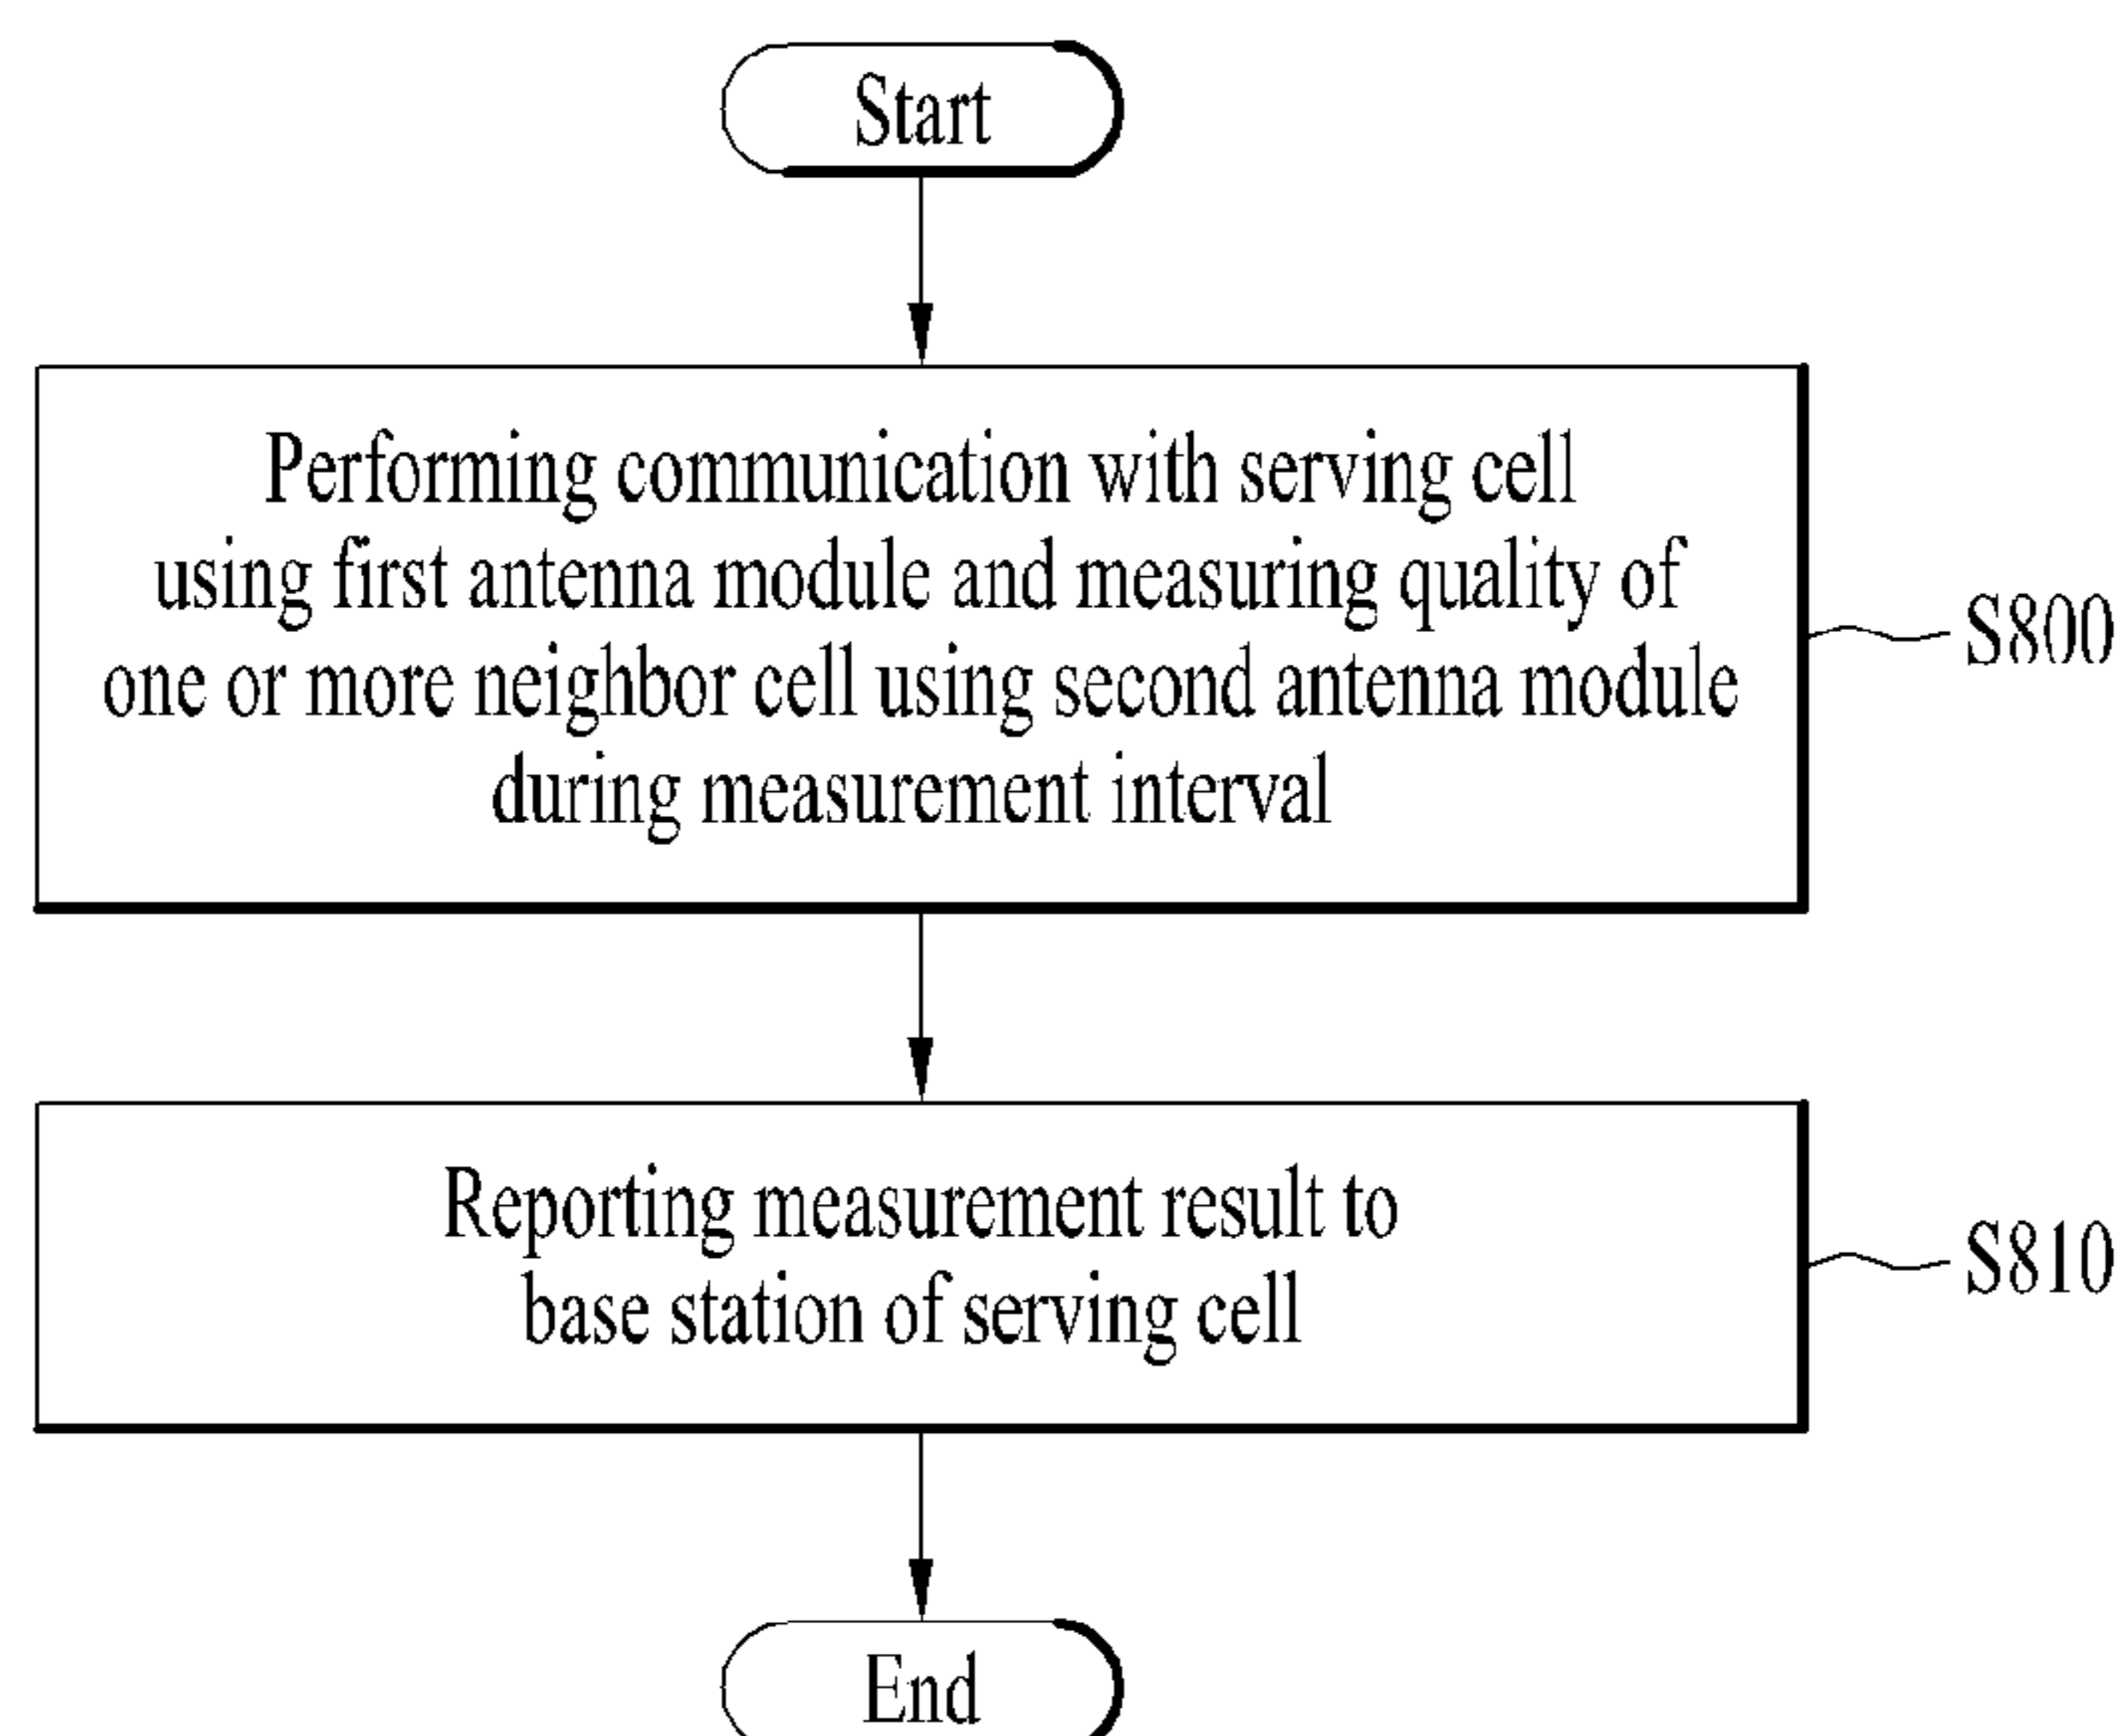 Start
Performing communication with serving cell
using first antenna module and measuring quality of
one or more neighbor cell using second antenna module
during measurement interval
S800
Reporting measurement result to
base station of serving cell
S810
End